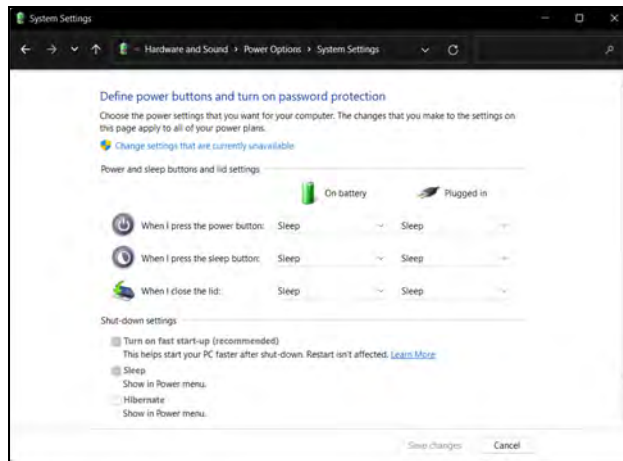 System Settings
Hardware and Sound › Power Options › System Settings
Define power buttons and turn on password protection
Choose the power settings that you want for your computer. The changes that you make to the settings on
this page apply to all of your power plans.
Change settings that are currently unavailable
Power and sleep buttons and lid settings
On battery Plugged in
When I press the power button: Sleep Sleep
When I press the sleep button: Sleep Sleep
When I close the lid: Sleep Sleep
Shut-down settings
Turn on fast start-up (recommended)
This helps start your PC faster after shut-down. Restart isn't affected. Learn More
Sleep
Show in Power menu.
Hibernate
Show in Power menu.
Save changes Cancel